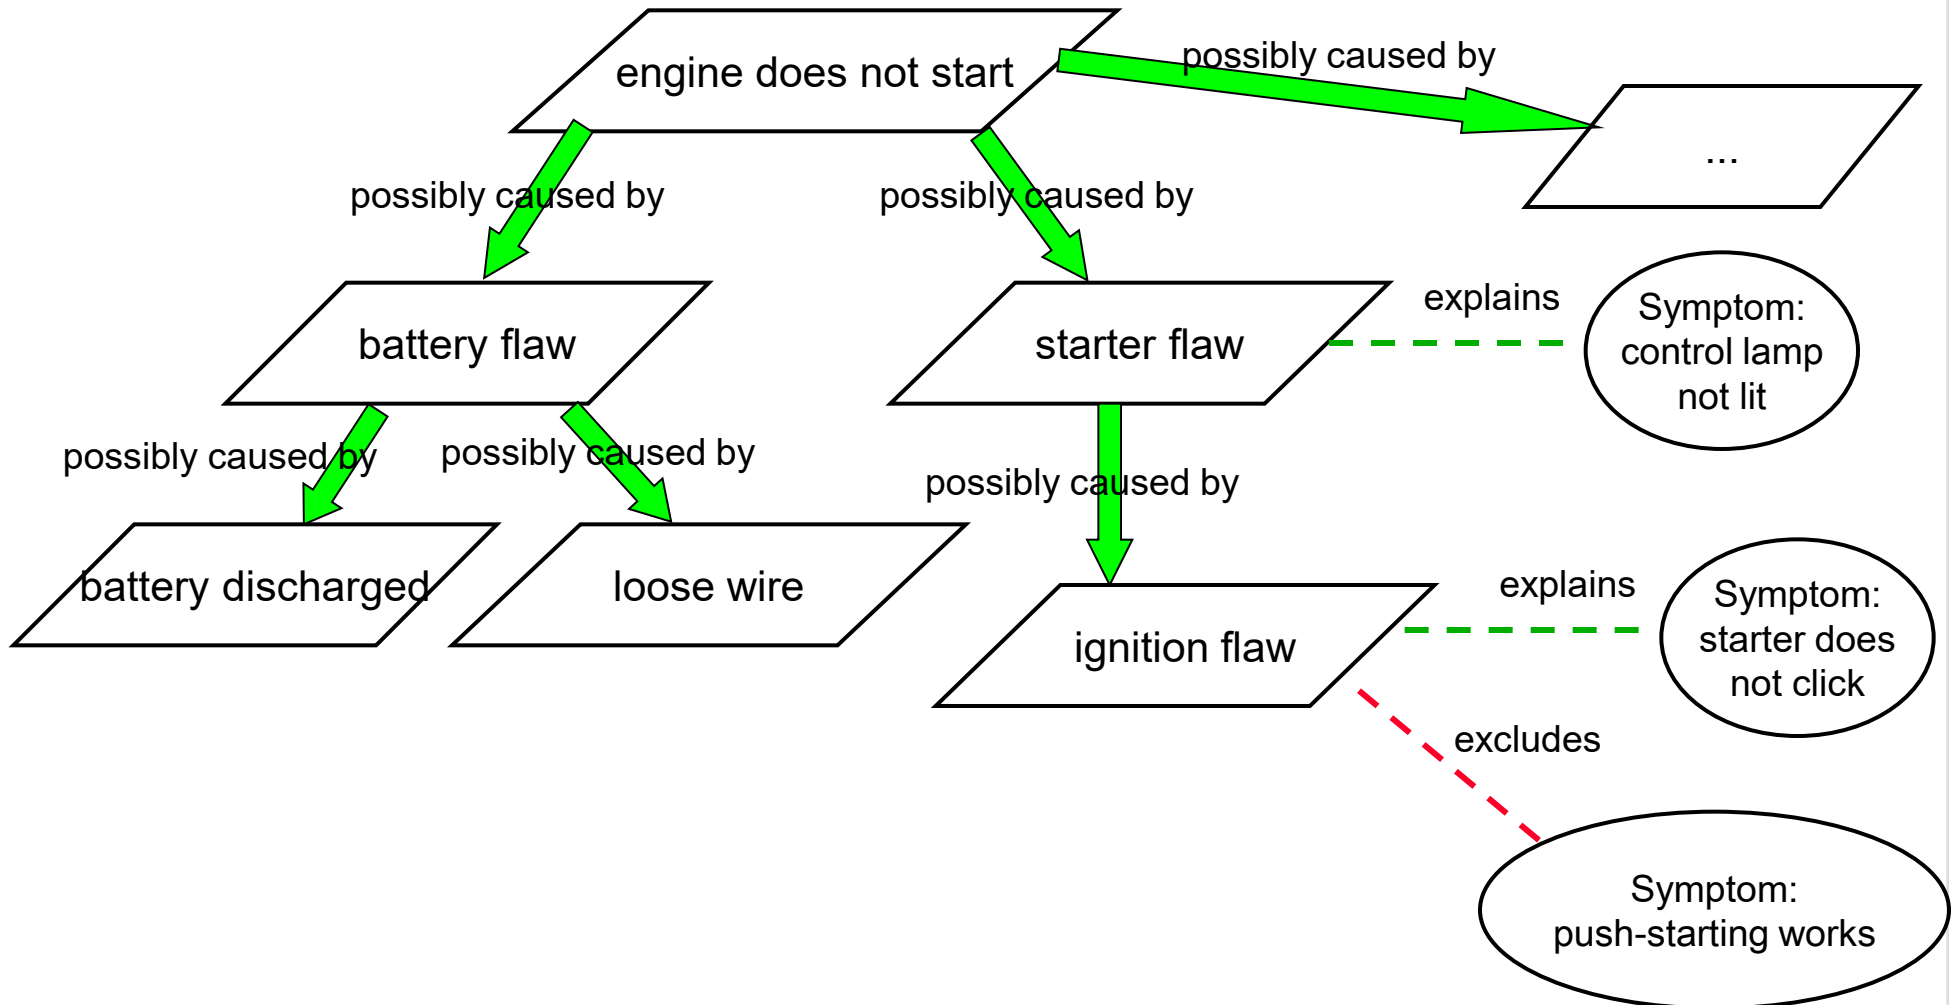 engine does not start
possibly caused by
...
possibly caused by
possibly caused by
battery flaw
starter flaw
explains
Symptom:
control lamp
not lit
possibly caused by
possibly caused by
possibly caused by
battery discharged
loose wire
ignition flaw
explains
Symptom:
starter does
not click
excludes
Symptom:
push-starting works